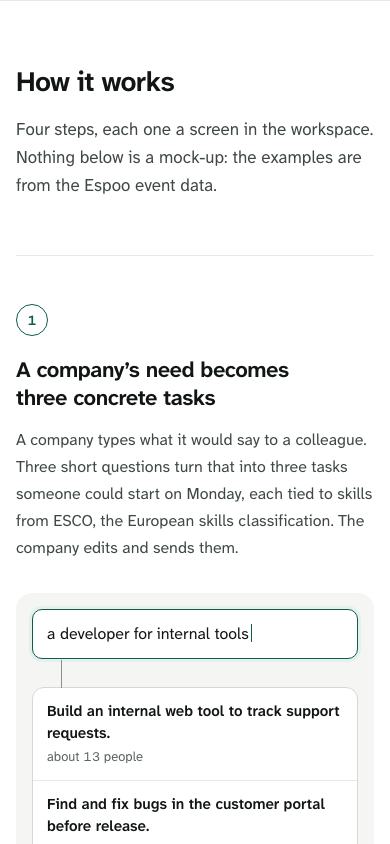 How it works
Four steps, each one a screen in the workspace.
Nothing below is a mock-up: the examples are
from the Espoo event data.
1
A company’s need becomes
three concrete tasks
A company types what it would say to a colleague.
Three short questions turn that into three tasks
someone could start on Monday, each tied to skills
from ESCO, the European skills classification. The
company edits and sends them.
a developer for internal tools
Build an internal web tool to track support
requests.
about 13 people
Find and fix bugs in the customer portal
before release.